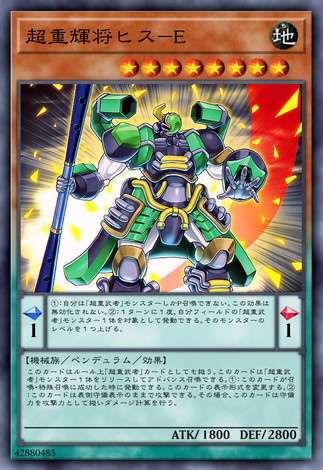 超重輝将ヒス-E
地
①:自分は「超重武者」モンスターしかP召喚できない。この効果は
無効化されない。②:1ターンに1度、自分フィールドの「超重武
者」モンスター1体を対象として発動できる。そのモンスターの
レベルを1つ上げる。
1
1
【機械族/ペンデュラム/効果】
このカードはルール上「超重武者」カードとしても扱う。このカードは「超重武
者」モンスター1体をリリースしてアドバンス召喚できる。①:このカードが召
喚・特殊召喚に成功した時に発動できる。このカードの表示形式を変更する。②
:このカードは表側守備表示のままで攻撃できる。その場合、このカードは守備
力を攻撃力として扱いダメージ計算を行う。
ATK/1800 DEF/2800
42880485